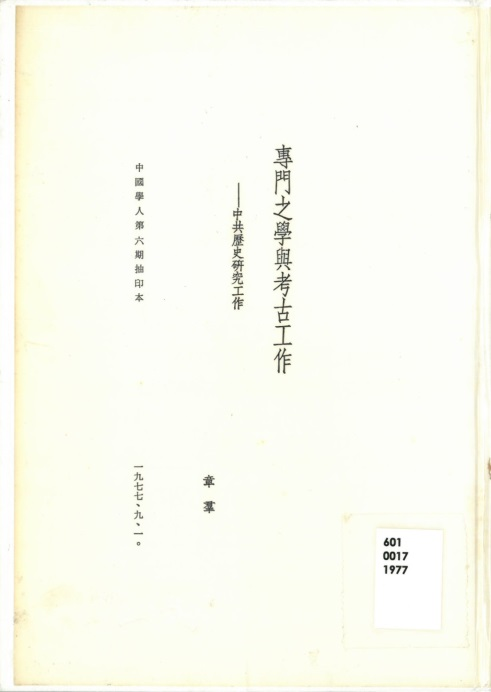 專門之學與考古工作
——中共歷史硏究工作
章羣
中國學人第六期抽印本
一九七七、九、一。
601
0017
1977